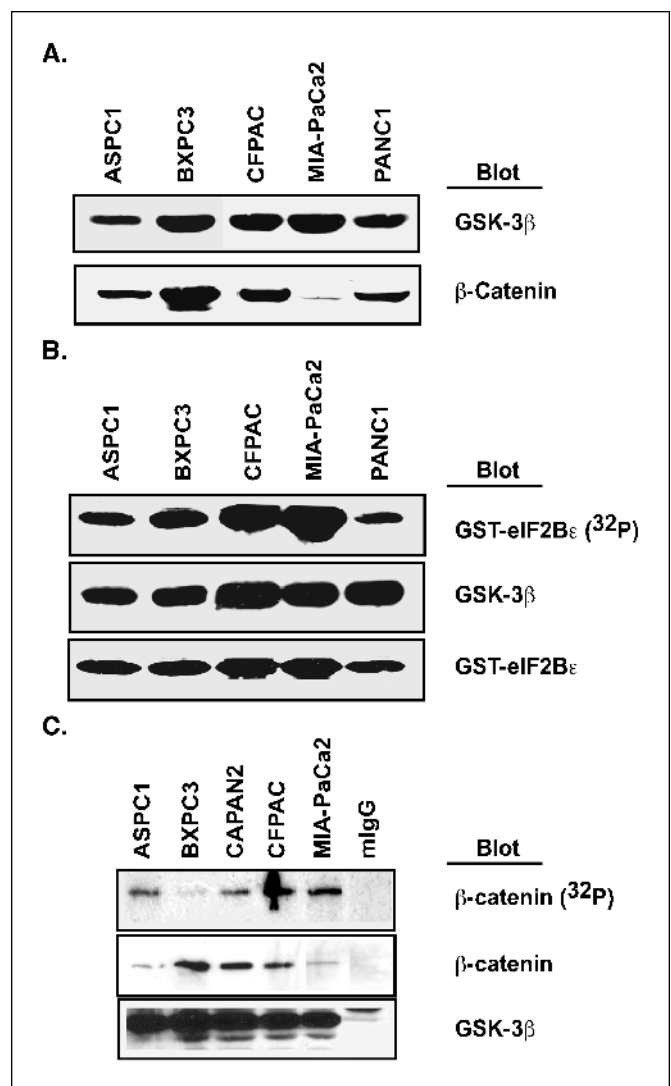 A.
ASPC1 BXPC3 CFPAC MIA-PaCa2 PANC1
Blot
GSK-3β
β-Catenin
B.
ASPC1 BXPC3 CFPAC MIA-PaCa2 PANC1
Blot
GST-eIF2Bε (³²P)
GSK-3β
GST-eIF2Bε
C.
ASPC1 BXPC3 CAPAN2 CFPAC MIA-PaCa2 mIgG
Blot
β-catenin (³²P)
β-catenin
GSK-3β